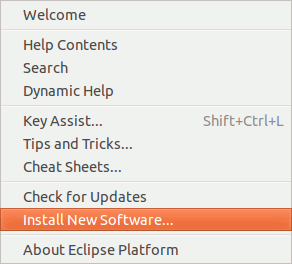 Welcome
Help Contents
Search
Dynamic Help
Key Assist... Shift+Ctrl+L
Tips and Tricks...
Cheat Sheets...
Check for Updates
Install New Software...
About Eclipse Platform